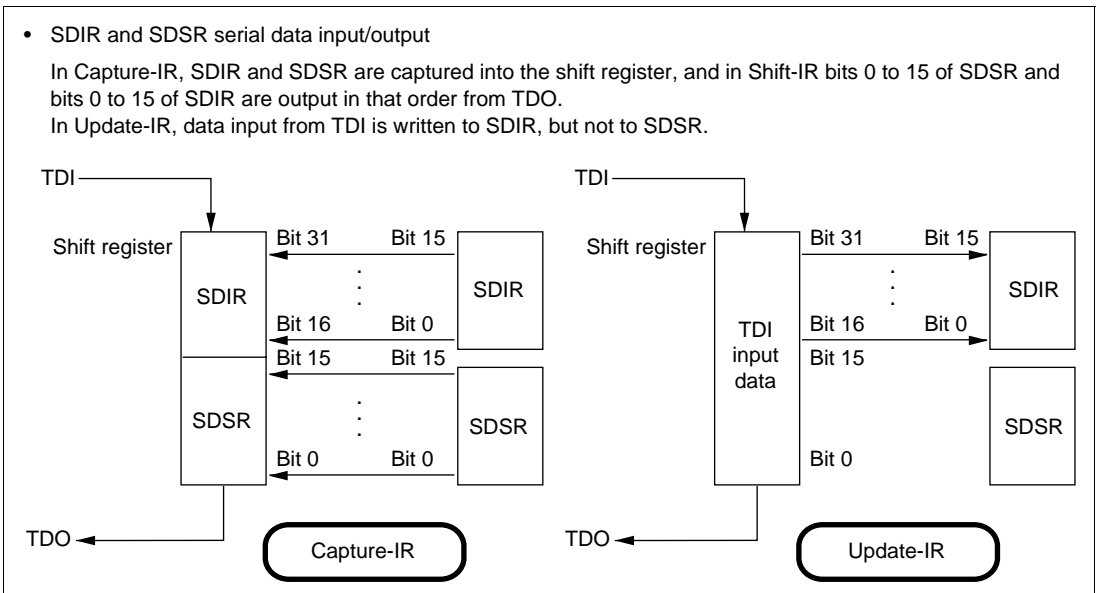 • SDIR and SDSR serial data input/output
In Capture-IR, SDIR and SDSR are captured into the shift register, and in Shift-IR bits 0 to 15 of SDSR and
bits 0 to 15 of SDIR are output in that order from TDO.
In Update-IR, data input from TDI is written to SDIR, but not to SDSR.
TDI
Shift register
Bit 31 Bit 15
SDIR
SDIR
Bit 16 Bit 0
Bit 15 Bit 15
SDSR
SDSR
Bit 0 Bit 0
TDO
Capture-IR
TDI
Shift register
Bit 31 Bit 15
SDIR
TDI
input
data
Bit 16 Bit 0
Bit 15
SDSR
Bit 0
TDO
Update-IR